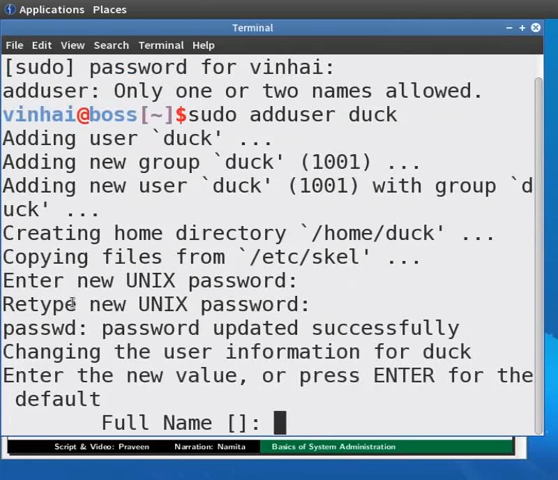 Applications Places
Terminal
File Edit View Search Terminal Help
[sudo] password for vinhai:
adduser: Only one or two names allowed.
vinhai@boss[~]$sudo adduser duck
Adding user `duck' ...
Adding new group `duck' (1001) ...
Adding new user `duck' (1001) with group `d
uck' ...
Creating home directory `/home/duck' ...
Copying files from `/etc/skel' ...
Enter new UNIX password:
Retype new UNIX password:
passwd: password updated successfully
Changing the user information for duck
Enter the new value, or press ENTER for the
default
Full Name []:
Script & Video: Praveen Narration: Namita Basics of System Administration